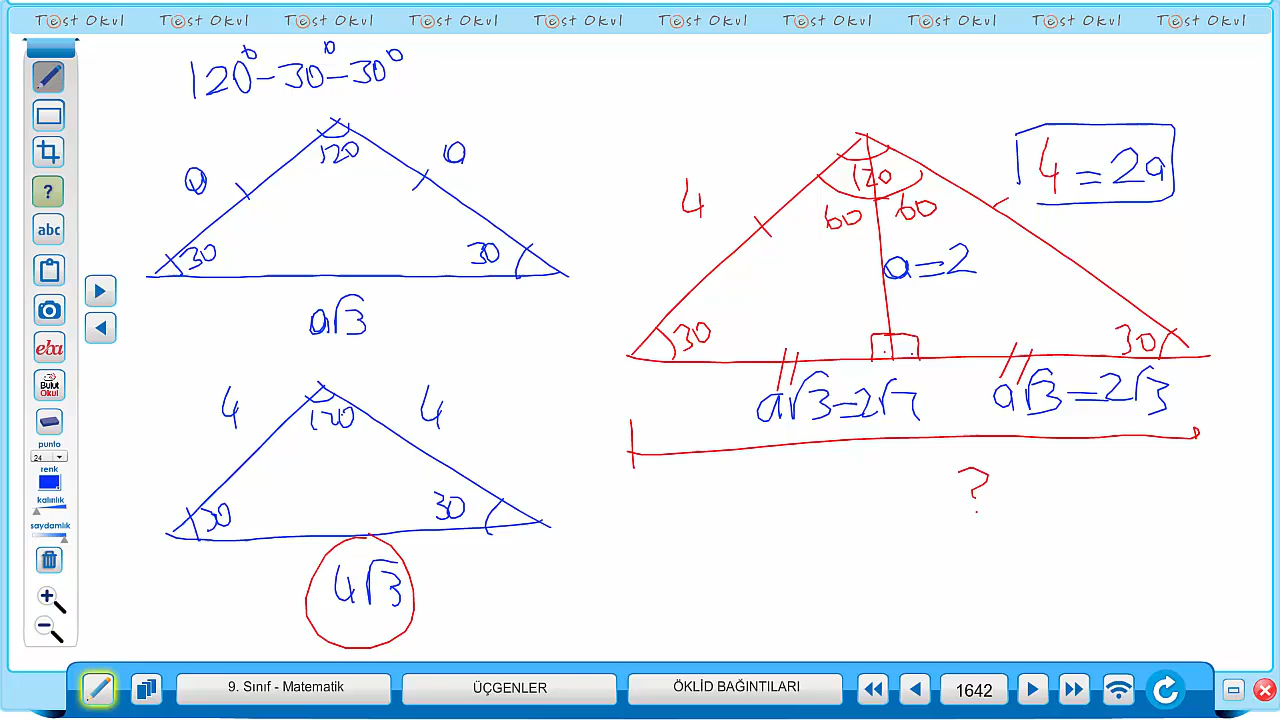 Test Okul Test Okul Test Okul Test Okul Test Okul Test Okul Test Okul Test Okul Test Okul Test Okul
120° - 30° - 30°
120
a
a
30
30
a√3
4
4
120
30
30
4√3
4 = 2a
120
4
60 60
a = 2
30
30
a√3 = 2√3
a√3 = 2√3
?
?
abc
eba
Bulut Okul
punto
24
renk
kalınlık
saydamlık
9. Sınıf - Matematik
ÜÇGENLER
ÖKLİD BAĞINTILARI
1642